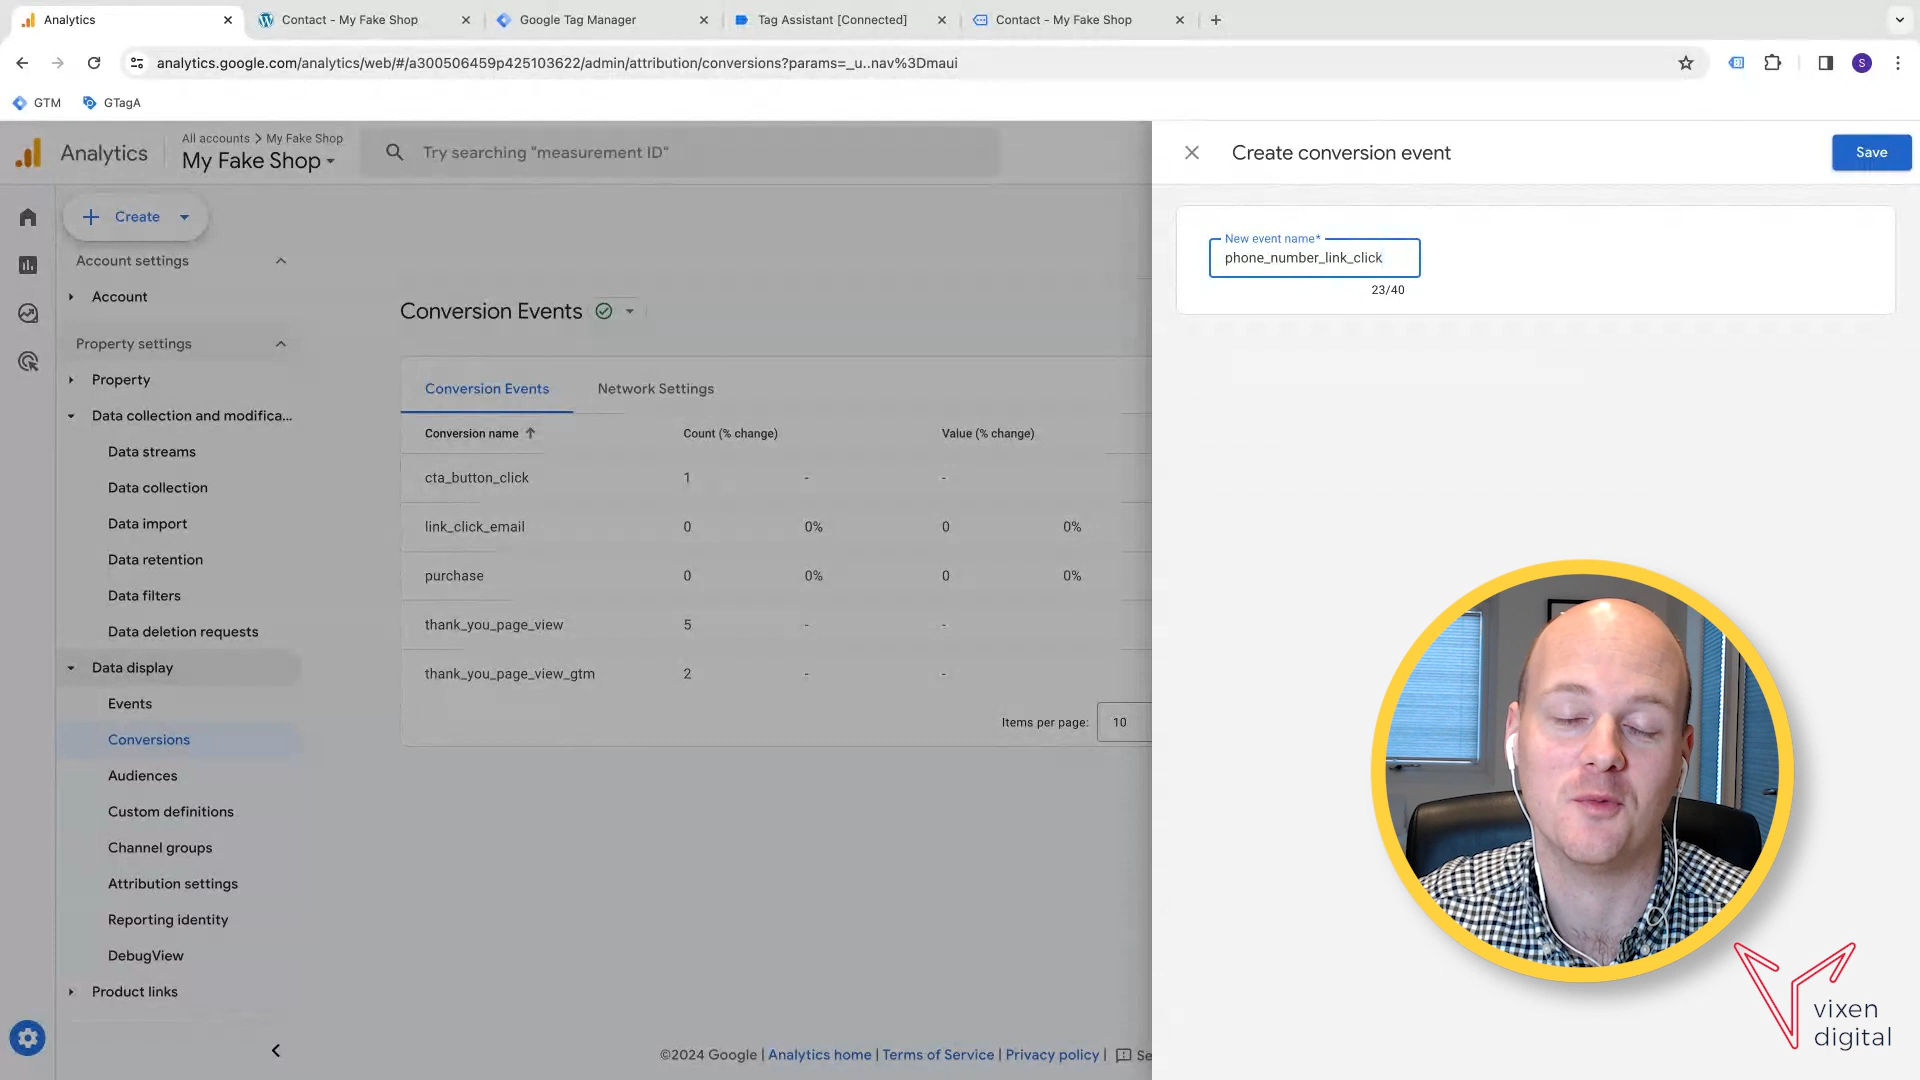 Analytics
Contact - My Fake Shop
Google Tag Manager
Tag Assistant [Connected]
Contact - My Fake Shop
analytics.google.com/analytics/web/#/a300506459p425103622/admin/attribution/conversions?params=_u..nav%3Dmaui
S
GTM
GTagA
Analytics
All accounts > My Fake Shop
My Fake Shop
Try searching "measurement ID"
Create conversion event
Save
Create
New event name*
phone_number_link_click
23/40
Account settings
Account
Property settings
Property
Data collection and modifica...
Data streams
Data collection
Data import
Data retention
Data filters
Data deletion requests
Data display
Events
Conversions
Audiences
Custom definitions
Channel groups
Attribution settings
Reporting identity
DebugView
Product links
Conversion Events
Conversion Events Network Settings
Conversion name Count (% change) Value (% change)
cta_button_click 1 - -
link_click_email 0 0% 0 0%
purchase 0 0% 0 0%
thank_you_page_view 5 - -
thank_you_page_view_gtm 2 - -
Items per page: 10
©2024 Google | Analytics home | Terms of Service | Privacy policy | Se
vixen
digital